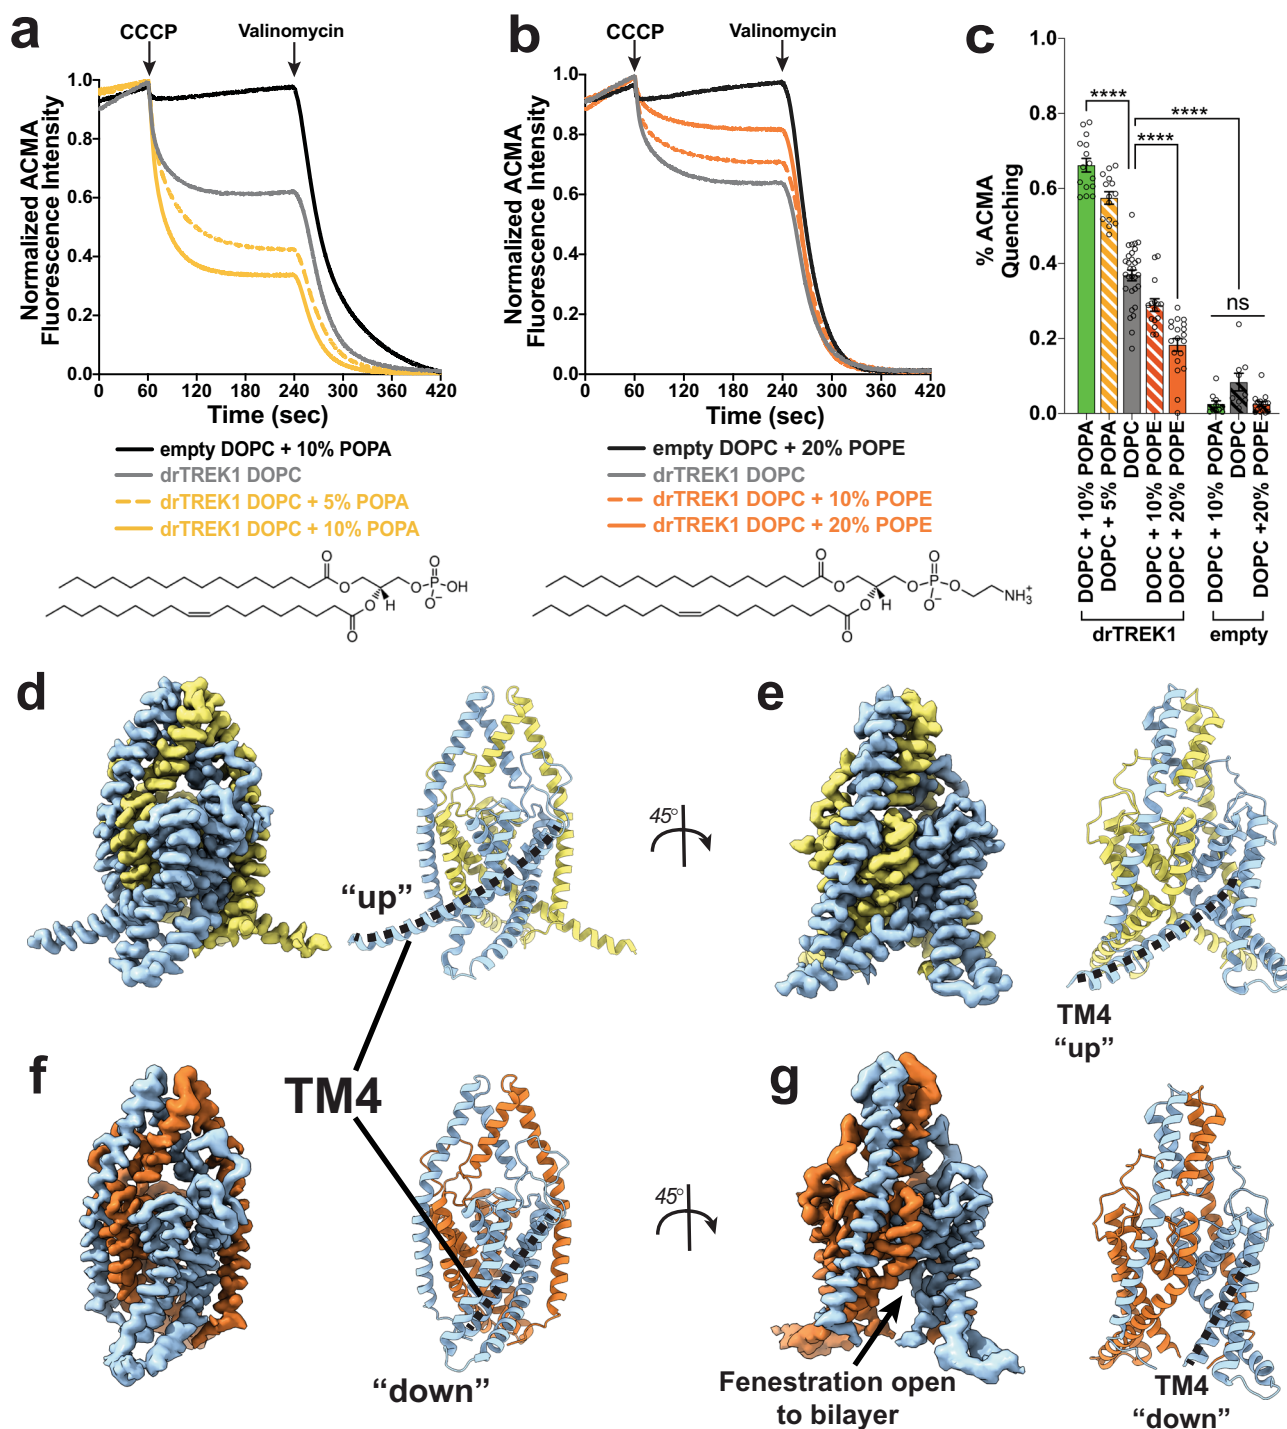 a
CCCP
Valinomycin
Normalized ACMA
Fluorescence Intensity
1.0
0.8
0.6
0.4
0.2
0.0
0
60
120
180
240
300
360
420
Time (sec)
empty DOPC + 10% POPA
drTREK1 DOPC
drTREK1 DOPC + 5% POPA
drTREK1 DOPC + 10% POPA
O
O
O
O
O
P
OH
O−
H
b
CCCP
Valinomycin
Normalized ACMA
Fluorescence Intensity
1.0
0.8
0.6
0.4
0.2
0.0
0
60
120
180
240
300
360
420
Time (sec)
empty DOPC + 20% POPE
drTREK1 DOPC
drTREK1 DOPC + 10% POPE
drTREK1 DOPC + 20% POPE
O
O
O
O
O
P
O
O−
H
NH3+
c
% ACMA
Quenching
1.0
0.8
0.6
0.4
0.2
0.0
****
****
****
ns
DOPC + 10% POPA
DOPC + 5% POPA
DOPC
DOPC + 10% POPE
DOPC + 20% POPE
DOPC + 10% POPA
DOPC
DOPC +20% POPE
drTREK1
empty
d
“up”
45°
e
TM4
“up”
f
TM4
“down”
45°
g
Fenestration open
to bilayer
TM4
“down”